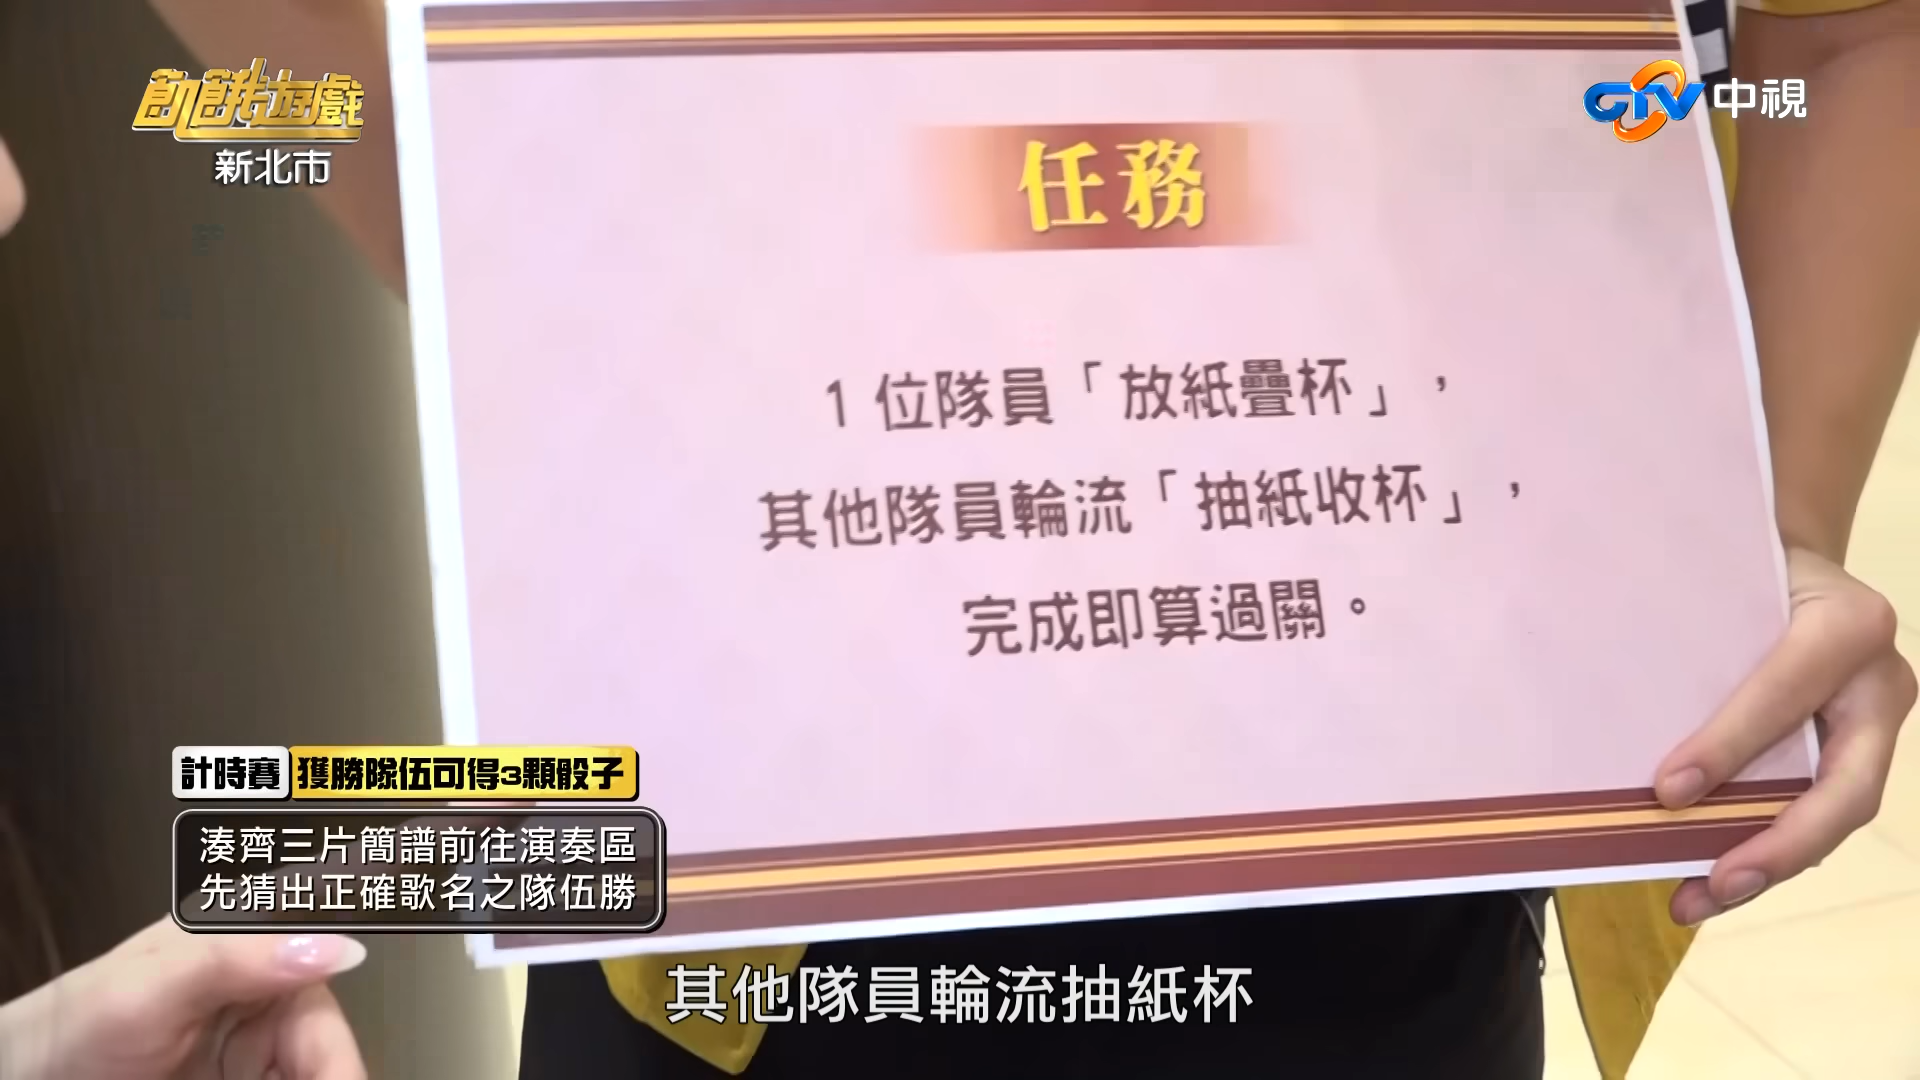 飢餓遊戲
新北市
CTV中視
任務
1位隊員「放紙疊杯」，
其他隊員輪流「抽紙收杯」，
完成即算過關。
計時賽 獲勝隊伍可得3顆骰子
湊齊三片簡譜前往演奏區
先猜出正確歌名之隊伍勝
其他隊員輪流抽紙杯